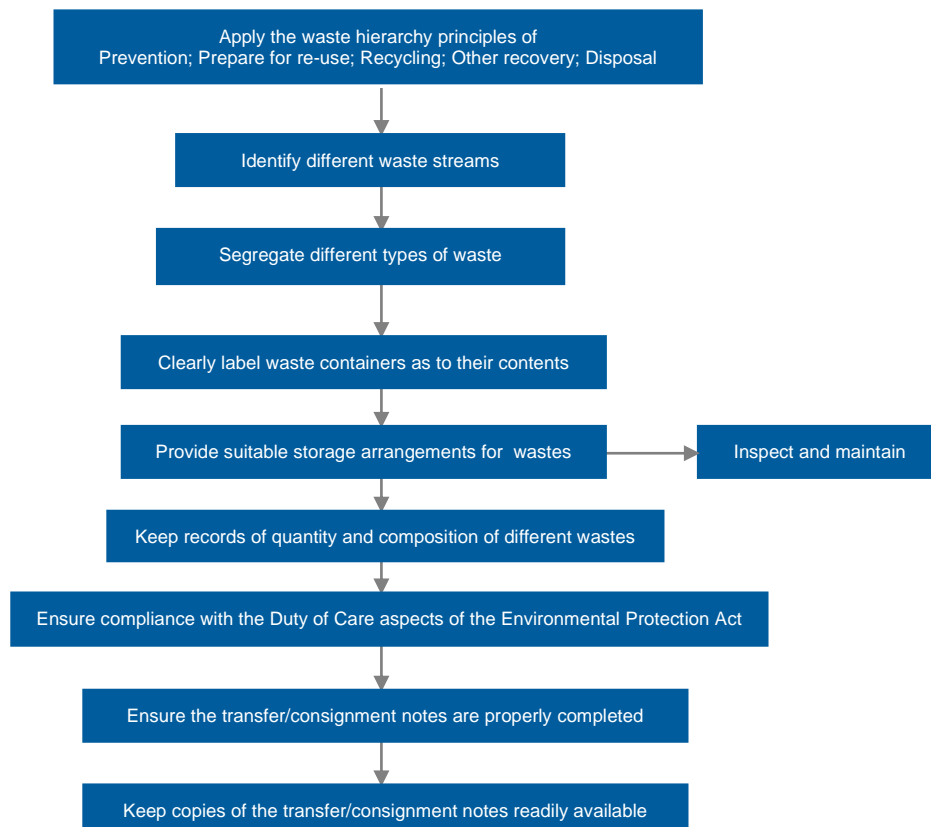 Apply the waste hierarchy principles of
Prevention; Prepare for re-use; Recycling; Other recovery; Disposal
Identify different waste streams
Segregate different types of waste
Clearly label waste containers as to their contents
Provide suitable storage arrangements for  wastes
Inspect and maintain
Keep records of quantity and composition of different wastes
Ensure compliance with the Duty of Care aspects of the Environmental Protection Act
Ensure the transfer/consignment notes are properly completed
Keep copies of the transfer/consignment notes readily available